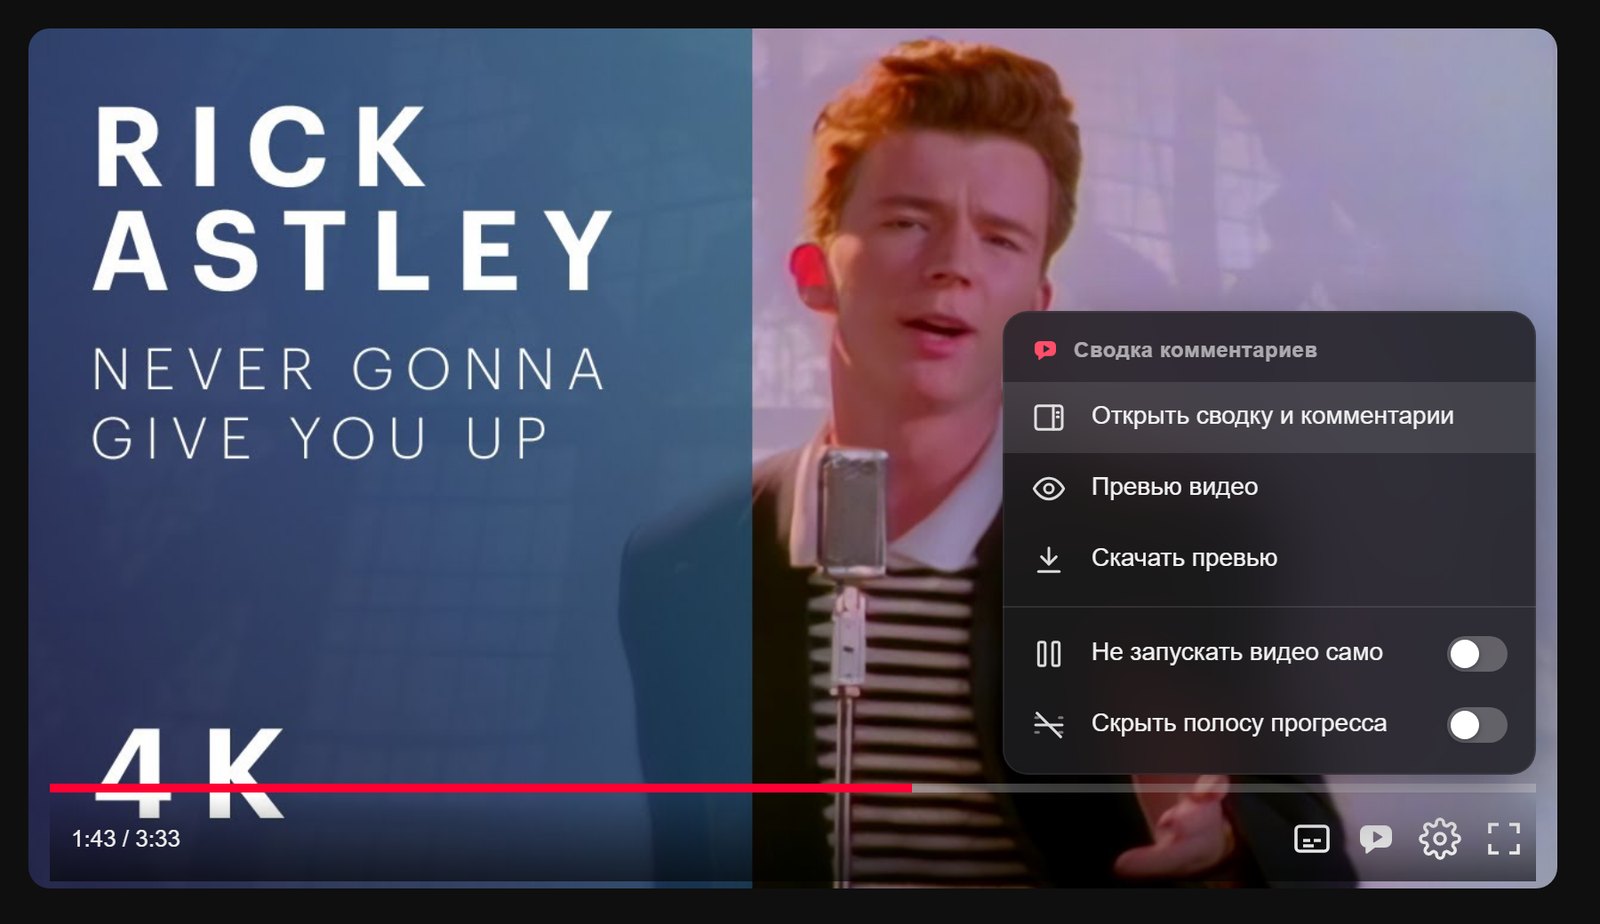 RICK
ASTLEY
NEVER GONNA
GIVE YOU UP
4K
Сводка комментариев
Открыть сводку и комментарии
Превью видео
Скачать превью
Не запускать видео само
Скрыть полосу прогресса
1:43 / 3:33